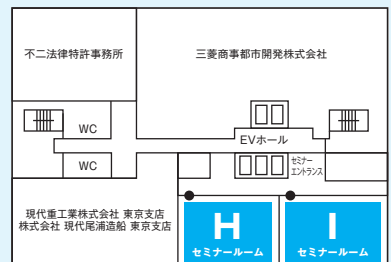 不二法律特許事務所
三菱商事都市開発株式会社
WC
EVホール
WC
セミナー
エントランス
現代重工業株式会社 東京支店
株式会社 現代尾浦造船 東京支店
H
セミナールーム
I
セミナールーム